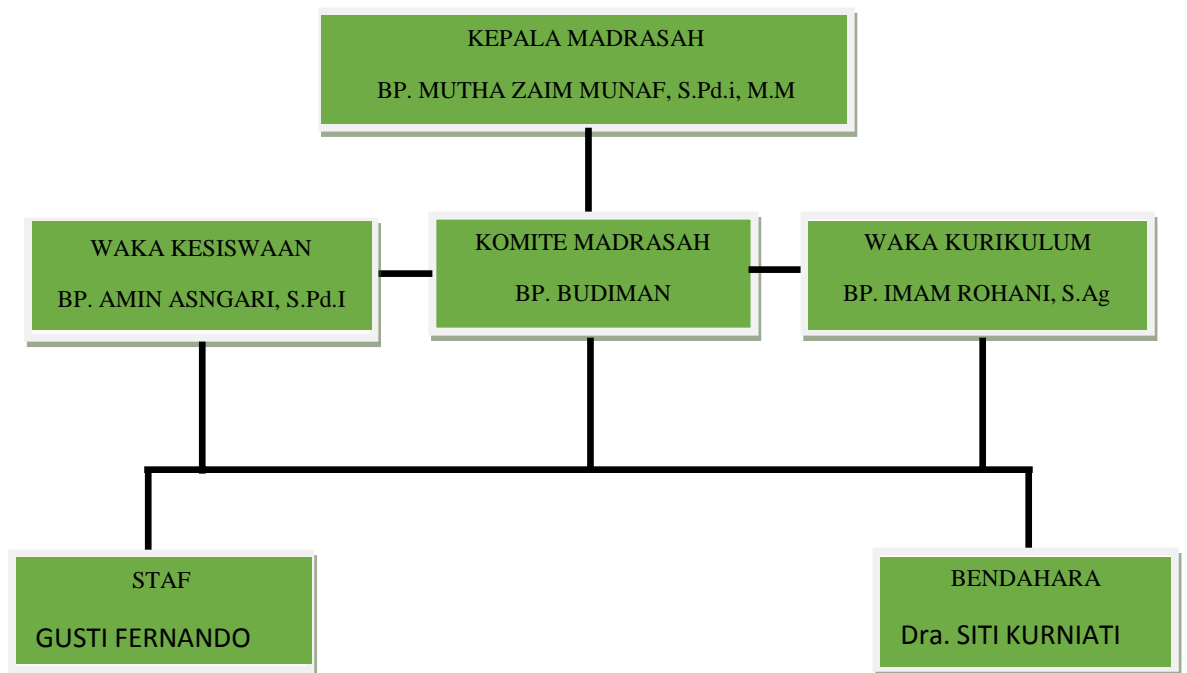 KEPALA MADRASAH
BP. MUTHA ZAIM MUNAF, S.Pd.i, M.M
WAKA KESISWAAN
BP. AMIN ASNGARI, S.Pd.I
KOMITE MADRASAH
BP. BUDIMAN
WAKA KURIKULUM
BP. IMAM ROHANI, S.Ag
STAF
GUSTI FERNANDO
BENDAHARA
Dra. SITI KURNIATI